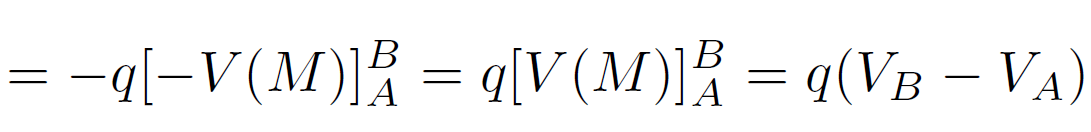 = −q[−V(M)]_A^B = q[V(M)]_A^B = q(V_B − V_A)